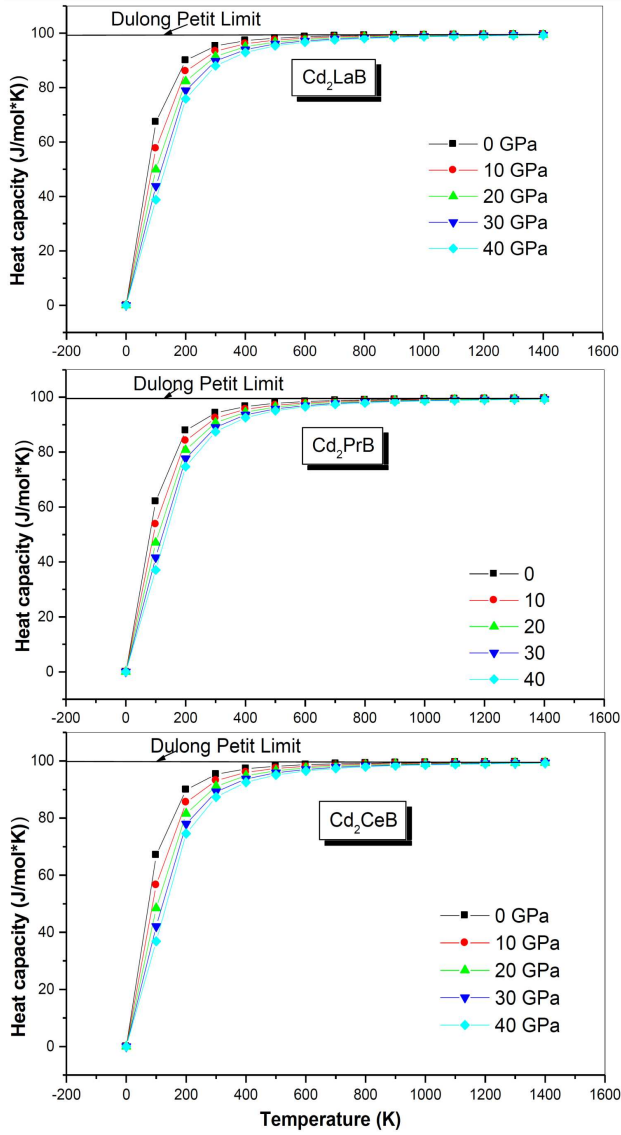 Dulong Petit Limit
100
80
60
40
20
0
Heat capacity (J/mol*K))
Cd₂LaB
0 GPa
10 GPa
20 GPa
30 GPa
40 GPa
-200 0 200 400 600 800 1000 1200 1400 1600
Dulong Petit Limit
100
80
60
40
20
0
Heat capacity (J/mol*K))
Cd₂PrB
0
10
20
30
40
-200 0 200 400 600 800 1000 1200 1400 1600
Dulong Petit Limit
100
80
60
40
20
0
Heat capacity (J/mol*K))
Cd₂CeB
0 GPa
10 GPa
20 GPa
30 GPa
40 GPa
-200 0 200 400 600 800 1000 1200 1400 1600
Temperature (K)